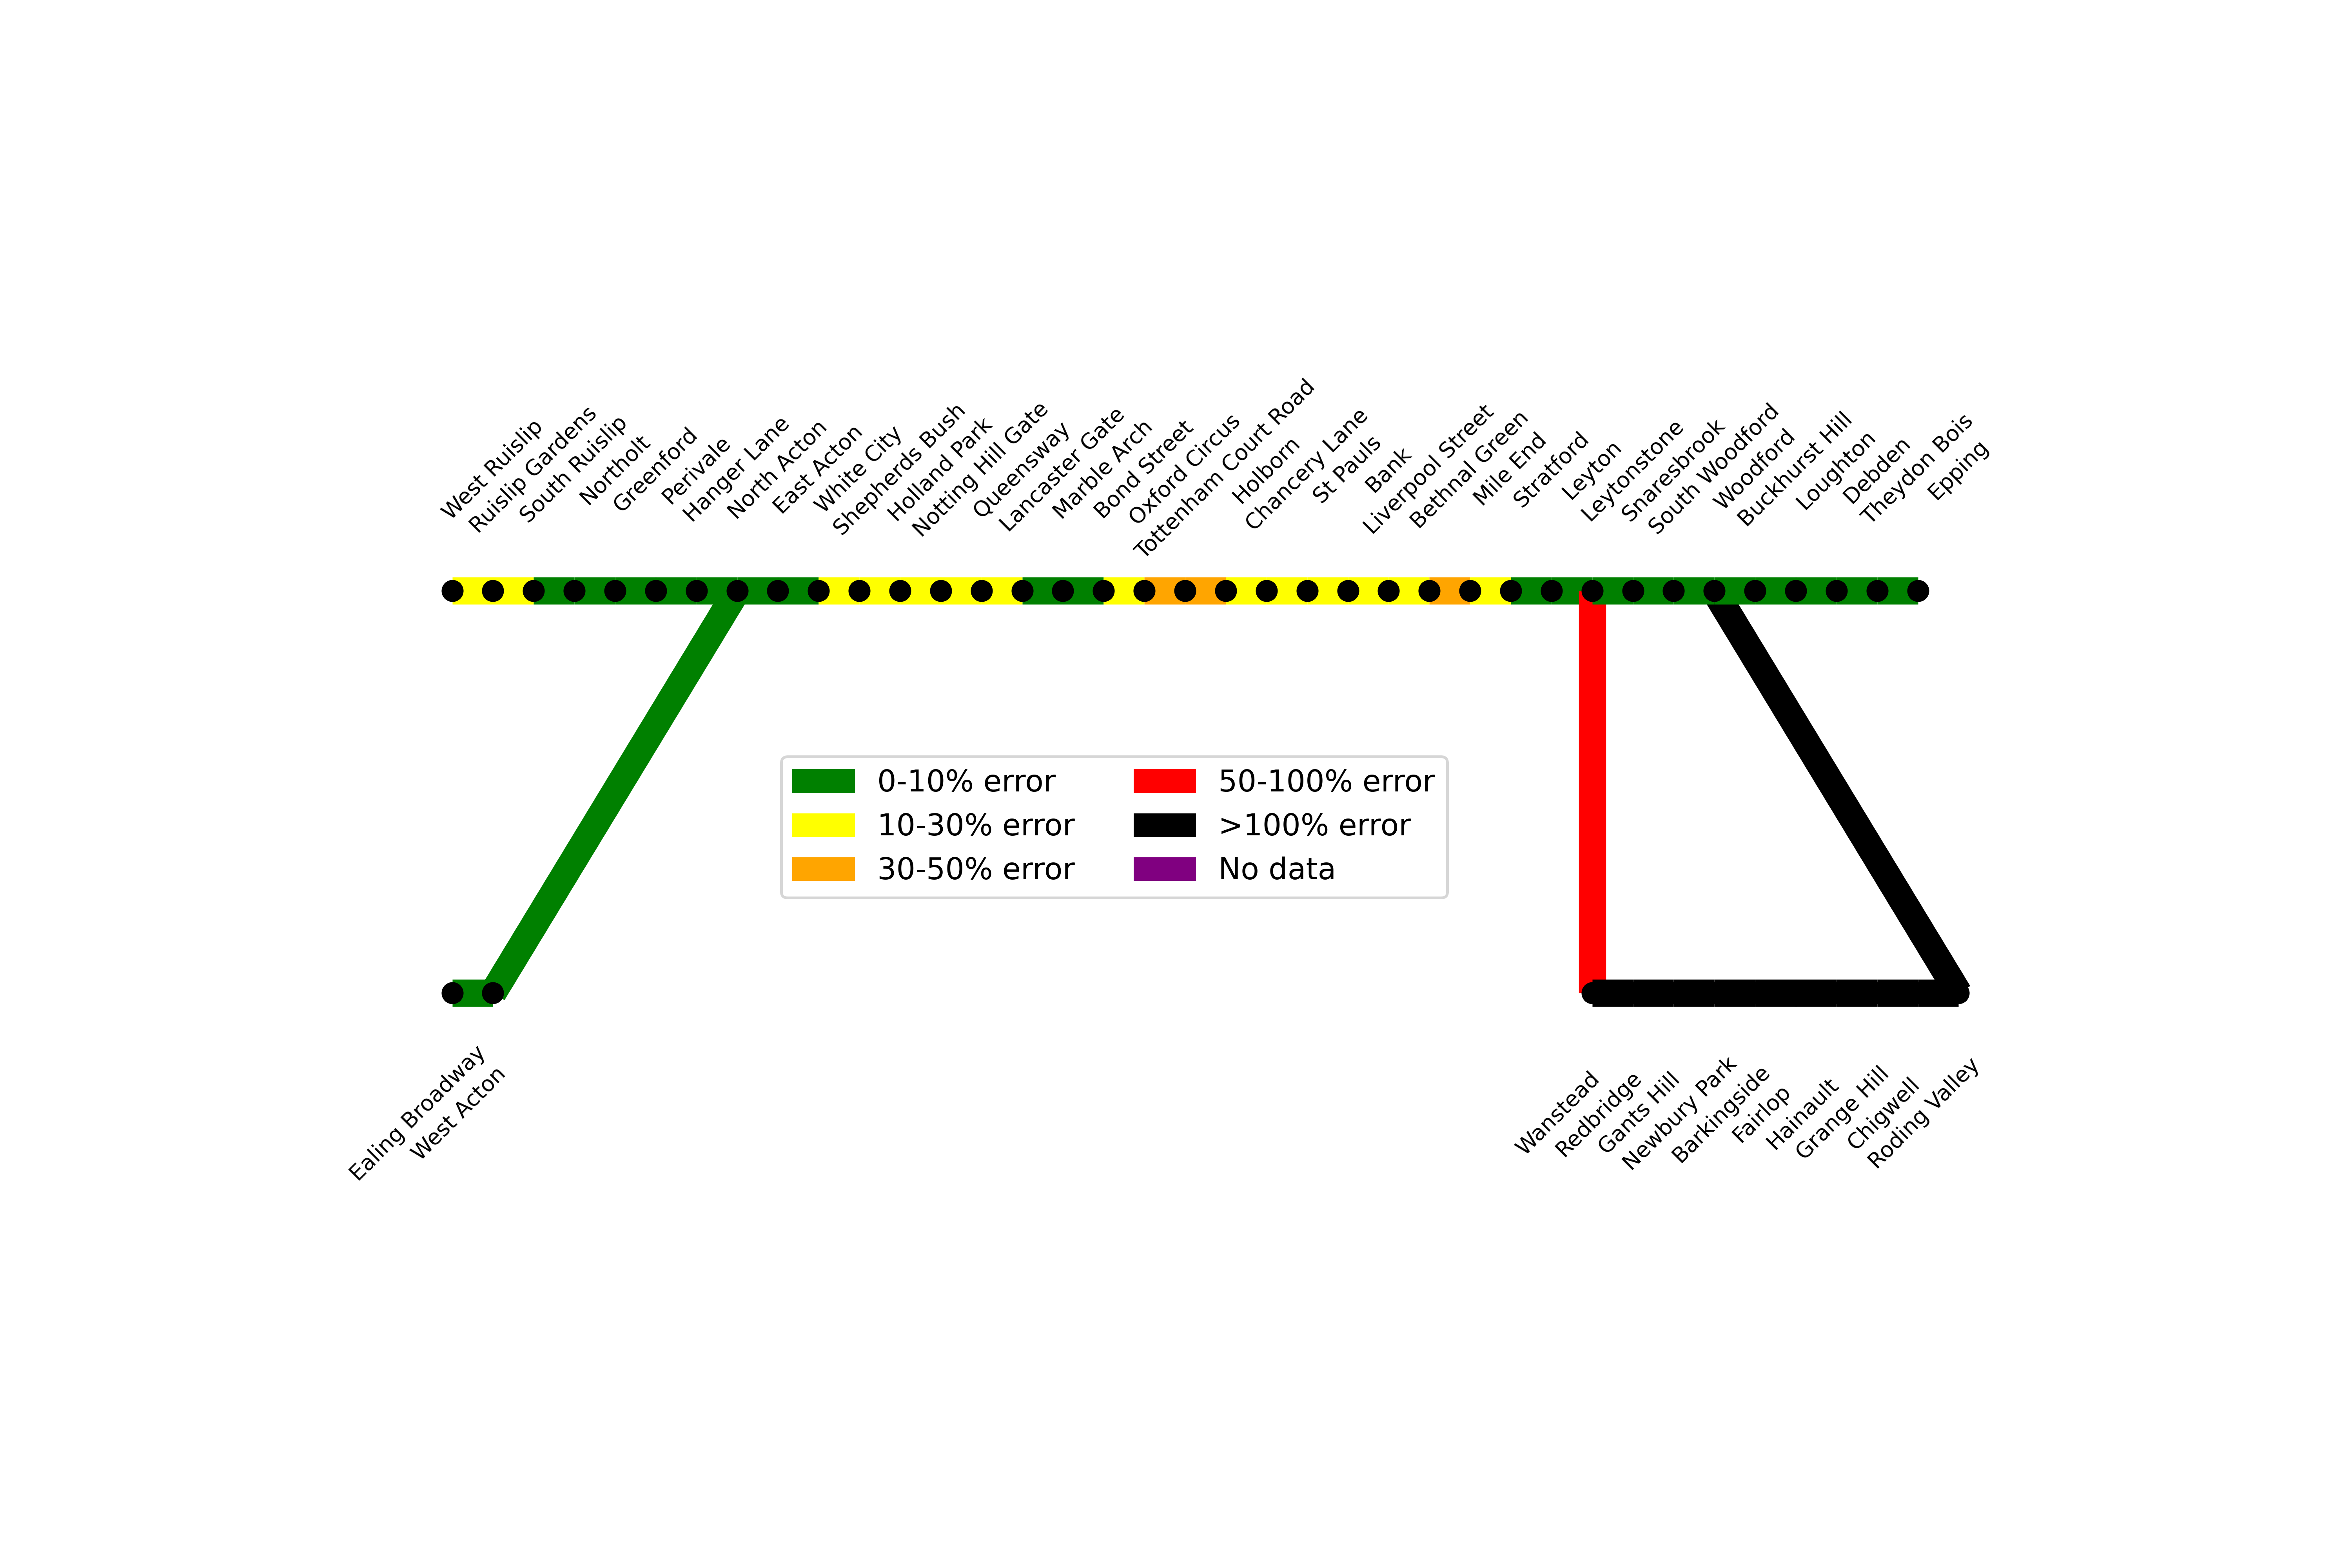 West Ruislip
Ruislip Gardens
South Ruislip
Northolt
Greenford
Perivale
Hanger Lane
North Acton
East Acton
White City
Shepherds Bush
Holland Park
Notting Hill Gate
Queensway
Lancaster Gate
Marble Arch
Bond Street
Oxford Circus
Tottenham Court Road
Holborn
Chancery Lane
St Pauls
Bank
Liverpool Street
Bethnal Green
Mile End
Stratford
Leyton
Leytonstone
Snaresbrook
South Woodford
Woodford
Buckhurst Hill
Loughton
Debden
Theydon Bois
Epping
0-10% error
10-30% error
30-50% error
50-100% error
>100% error
No data
Ealing Broadway
West Acton
Wanstead
Redbridge
Gants Hill
Newbury Park
Barkingside
Fairlop
Hainault
Grange Hill
Chigwell
Roding Valley